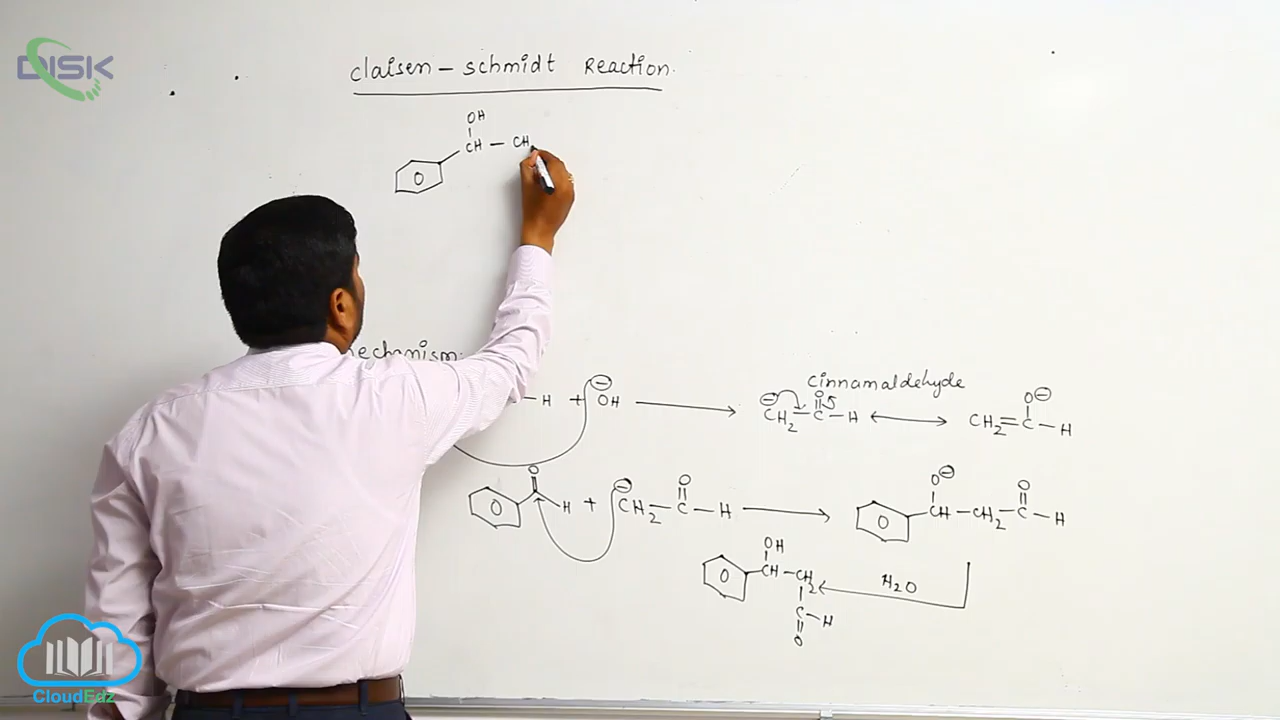 DISK
Claisen - schmidt Reaction.
OH
CH — CH
O
mechanism:
Cinnamaldehyde
— H + ⊖OH ⟶ ⊖CH2 — C — H ⟷ CH2 = C — H
O O⊖
O O O⊖ O
O C H + ⊖CH2 — C — H ⟶ O CH — CH2 — C — H
OH
O CH — CH2 H2O
C — H
O
CloudEdz